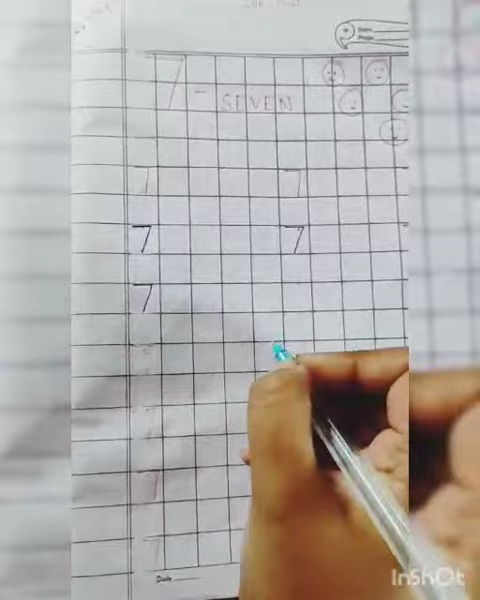 7 - SEVEN
7 7
7 7
7
Date
InShOt